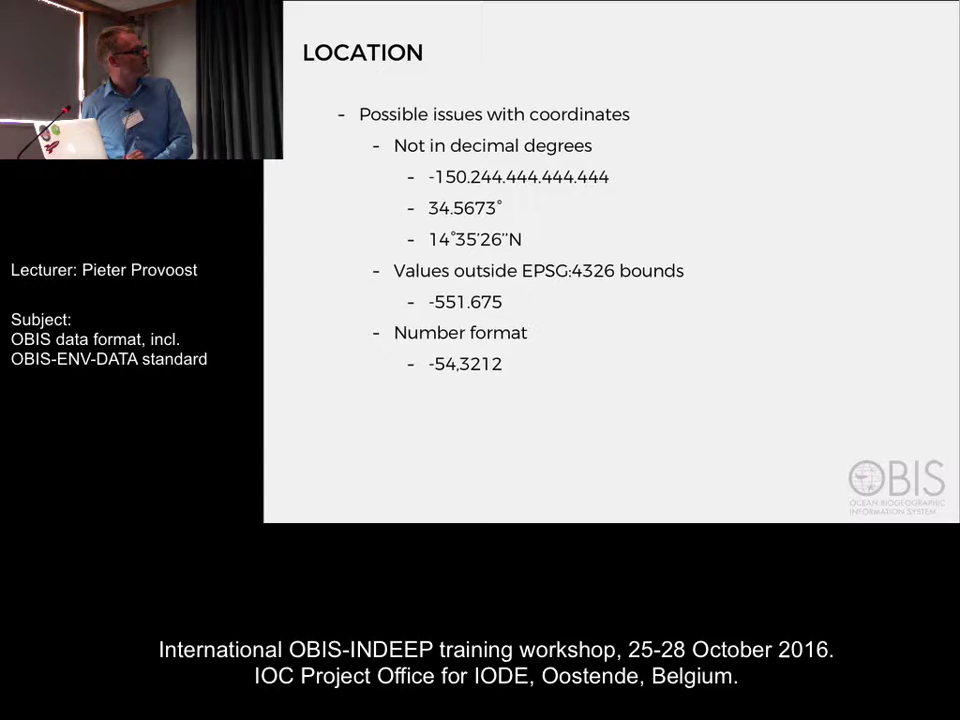 LOCATION
- Possible issues with coordinates
- Not in decimal degrees
- -150.244.444.444.444
- 34.5673°
- 14°35'26''N
- Values outside EPSG:4326 bounds
- -551.675
- Number format
- -54,3212
Lecturer: Pieter Provoost
Subject:
OBIS data format, incl.
OBIS-ENV-DATA standard
OBIS
OCEAN BIOGEOGRAPHIC
INFORMATION SYSTEM
International OBIS-INDEEP training workshop, 25-28 October 2016.
IOC Project Office for IODE, Oostende, Belgium.